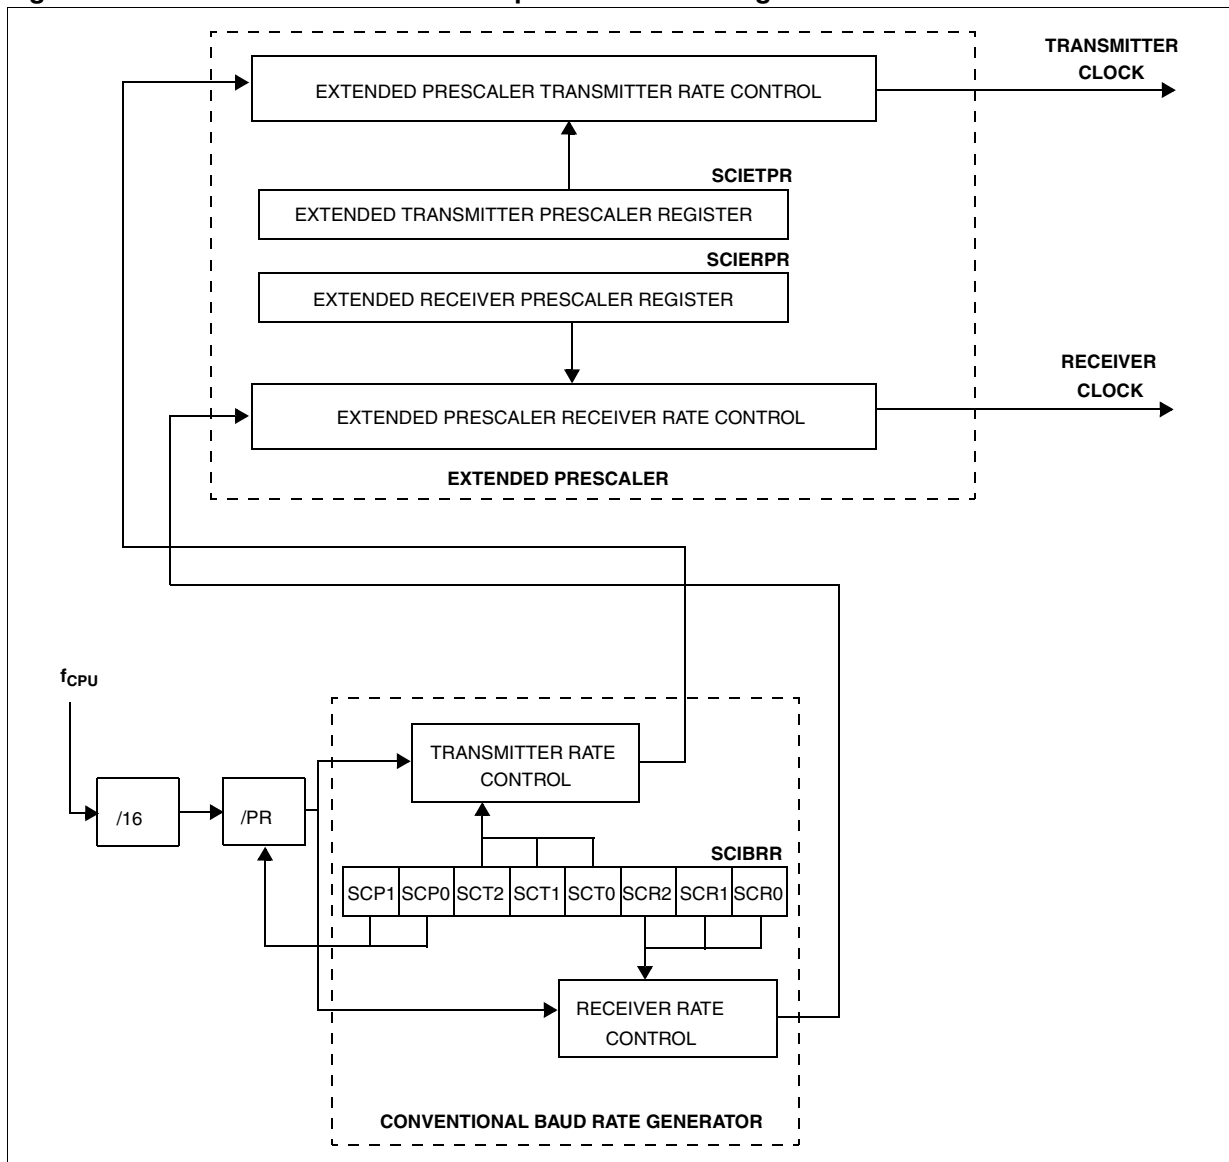 TRANSMITTER
CLOCK
EXTENDED PRESCALER TRANSMITTER RATE CONTROL
SCIETPR
EXTENDED TRANSMITTER PRESCALER REGISTER
SCIERPR
EXTENDED RECEIVER PRESCALER REGISTER
RECEIVER
CLOCK
EXTENDED PRESCALER RECEIVER RATE CONTROL
EXTENDED PRESCALER
fCPU
TRANSMITTER RATE
CONTROL
/16
/PR
SCIBRR
SCP1 SCP0 SCT2 SCT1 SCT0 SCR2 SCR1 SCR0
RECEIVER RATE
CONTROL
CONVENTIONAL BAUD RATE GENERATOR